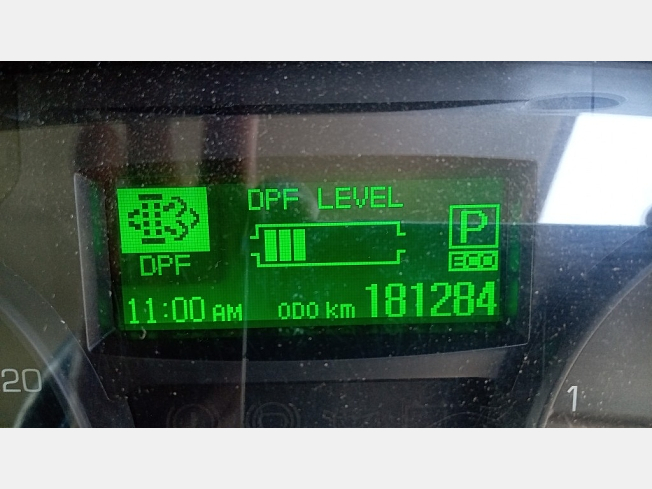 DPF LEVEL
P
DPF
ECO
11:00 AM ODO km 181284
20
1